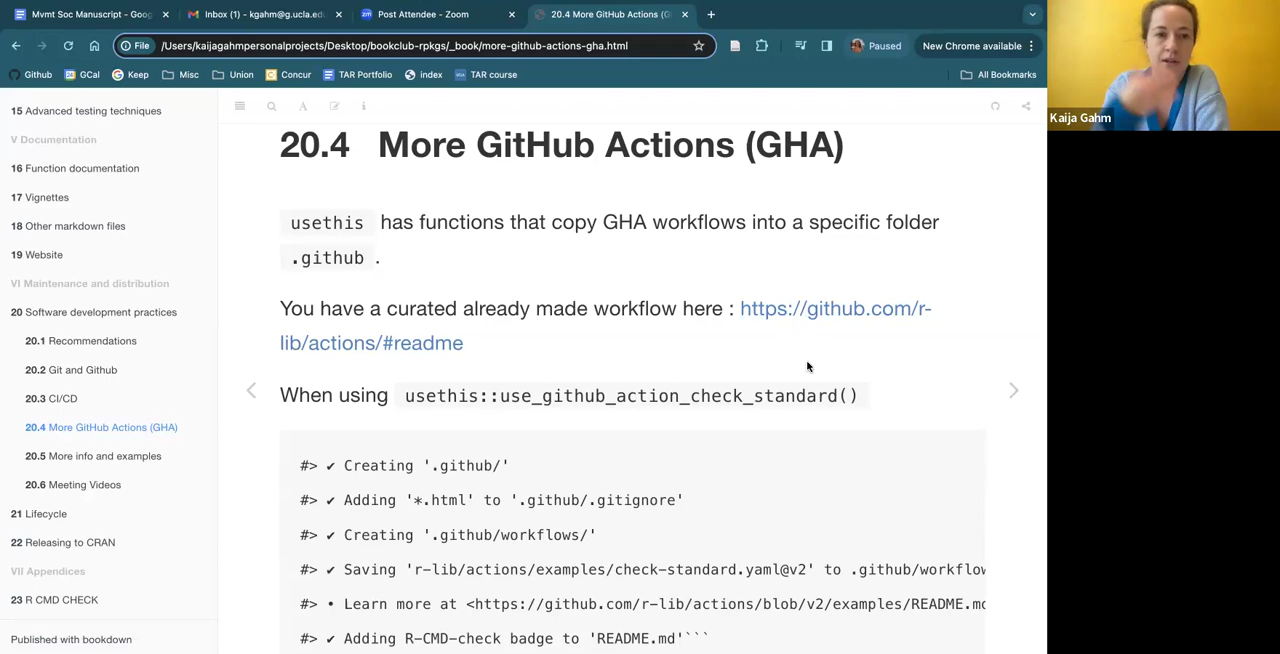 Mvmt Soc Manuscript - Goog
Inbox (1) - kgahm@g.ucla.ed
Post Attendee - Zoom
20.4 More GitHub Actions (G
File
/Users/kaijagahmpersonalprojects/Desktop/bookclub-rpkgs/_book/more-github-actions-gha.html
Paused
New Chrome available
Github
GCal
Keep
Misc
Union
Concur
TAR Portfolio
index
TAR course
All Bookmarks
Kaija Gahm
15 Advanced testing techniques
V Documentation
16 Function documentation
17 Vignettes
18 Other markdown files
19 Website
VI Maintenance and distribution
20 Software development practices
20.1 Recommendations
20.2 Git and Github
20.3 CI/CD
20.4 More GitHub Actions (GHA)
20.5 More info and examples
20.6 Meeting Videos
21 Lifecycle
22 Releasing to CRAN
VII Appendices
23 R CMD CHECK
Published with bookdown
20.4 More GitHub Actions (GHA)
usethis has functions that copy GHA workflows into a specific folder
.github .
You have a curated already made workflow here : https://github.com/r-
lib/actions/#readme
When using usethis::use_github_action_check_standard()
#> ✔ Creating '.github/'
#> ✔ Adding '*.html' to '.github/.gitignore'
#> ✔ Creating '.github/workflows/'
#> ✔ Saving 'r-lib/actions/examples/check-standard.yaml@v2' to .github/workflow
#> • Learn more at <https://github.com/r-lib/actions/blob/v2/examples/README.md
#> ✔ Adding R-CMD-check badge to 'README.md'```